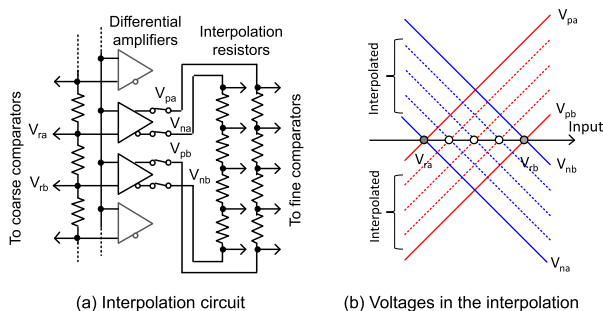 Differential
amplifiers
Interpolation
resistors
V_pa
V_na
V_ra
V_pb
V_rb
V_nb
To coarse comparators
To fine comparators
(a) Interpolation circuit
V_pa
Interpolated
V_pb
Input
V_ra
V_rb
V_nb
Interpolated
V_na
(b) Voltages in the interpolation